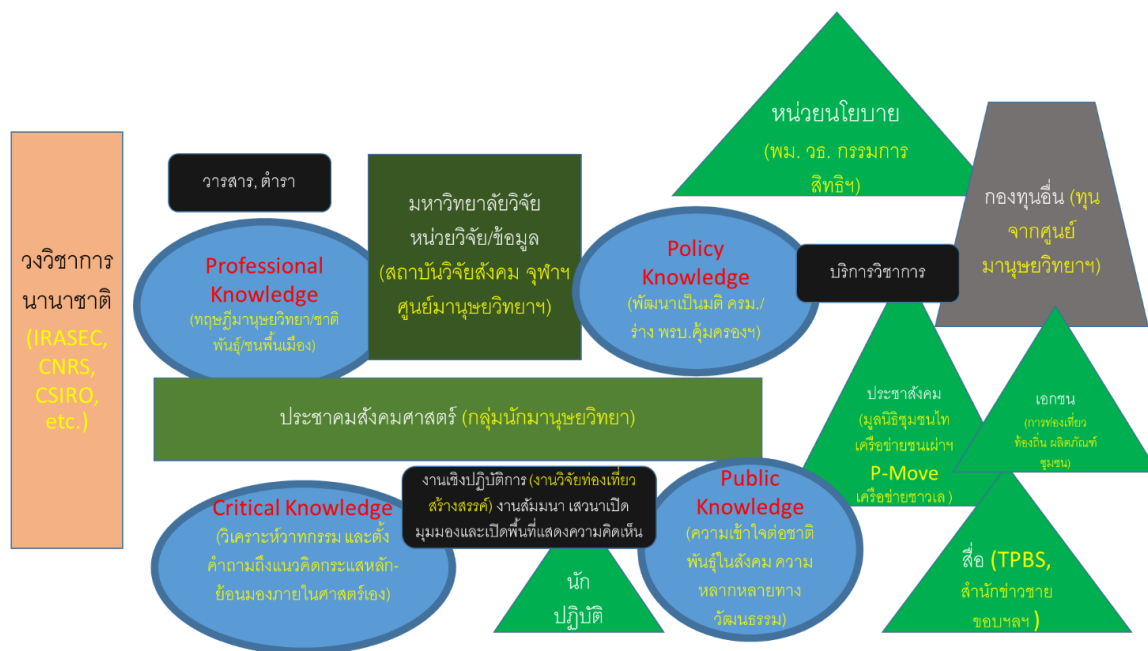 วงวิชาการ
นานาชาติ
(IRASEC,
CNRS,
CSIRO,
etc.)
วารสาร, ตำรา
Professional
Knowledge
(ทฤษฎีมานุษยวิทยา/ชาติ
พันธุ์/ชนพื้นเมือง)
มหาวิทยาลัยวิจัย
หน่วยวิจัย/ข้อมูล
(สถาบันวิจัยสังคม จุฬาฯ
ศูนย์มานุษยวิทยาฯ)
Policy
Knowledge
(พัฒนาเป็นมติ ครม./
ร่าง พรบ.คุ้มครองฯ)
หน่วยนโยบาย
(พม. วธ. กรรมการ
สิทธิฯ)
บริการวิชาการ
กองทุนอื่น (ทุน
จากศูนย์
มานุษยวิทยาฯ)
ประชาคมสังคมศาสตร์ (กลุ่มนักมานุษยวิทยา)
ประชาสังคม
(มูลนิธิชุมชนไท
เครือข่ายชนเผ่าฯ
P-Move
เครือข่ายชาวเล)
เอกชน
(การท่องเที่ยว
ท้องถิ่น ผลิตภัณฑ์
ชุมชน)
Critical Knowledge
(วิเคราะห์วาทกรรม และตั้ง
คำถามถึงแนวคิดกระแสหลัก-
ย้อนมองภายในศาสตร์เอง)
งานเชิงปฏิบัติการ (งานวิจัยท่องเที่ยว
สร้างสรรค์) งานสัมมนา เสวนาเปิด
มุมมองและเปิดพื้นที่แสดงความคิดเห็น
นัก
ปฏิบัติ
Public
Knowledge
(ความเข้าใจต่อชาติ
พันธุ์ในสังคม ความ
หลากหลายทาง
วัฒนธรรม)
สื่อ (TPBS,
สำนักข่าวชาย
ขอบฯลฯ )